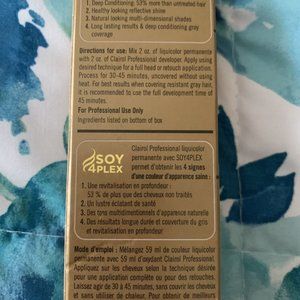 1. Deep Conditioning: 53% more than untreated hair
2. Healthy looking reflective shine
3. Natural looking multi-dimensional shades
4. Long lasting results & deep conditioning gray
coverage
Directions for use: Mix 2 oz. of liquicolor permanente
with 2 oz. of Clairol Professional developer. Apply using
desired technique for a full head or retouch application.
Process for 30-45 minutes, uncovered without using
heat. For best results when covering resistant gray hair,
it is recommended to use the full development time of
45 minutes.
For Professional Use Only
Ingredients listed on bottom of box
SOY
4PLEX
Clairol Professional liquicolor
permanente avec SOY4PLEX
permet d'obtenir les 4 signes
d'une couleur d'apparence saine :
1. Une revitalisation en profondeur :
53 % de plus que des cheveux non traités
2. Un lustre éclatant de santé
3. Des tons multidimentionnels d'apparence naturelle
4. Des résultats longue durée et couverture du gris
et revitalisation en profondeur
Mode d'emploi : Mélangez 59 ml de couleur liquicolor
permanente avec 59 ml d'oxydant Clairol Professional.
Appliquez sur les cheveux selon la technique désirée
pour une application complète ou pour des retouches.
Laissez agir de 30 à 45 minutes, sans couvrir les cheveux
et sans utiliser de chaleur. Pour obtenir de meilleurs